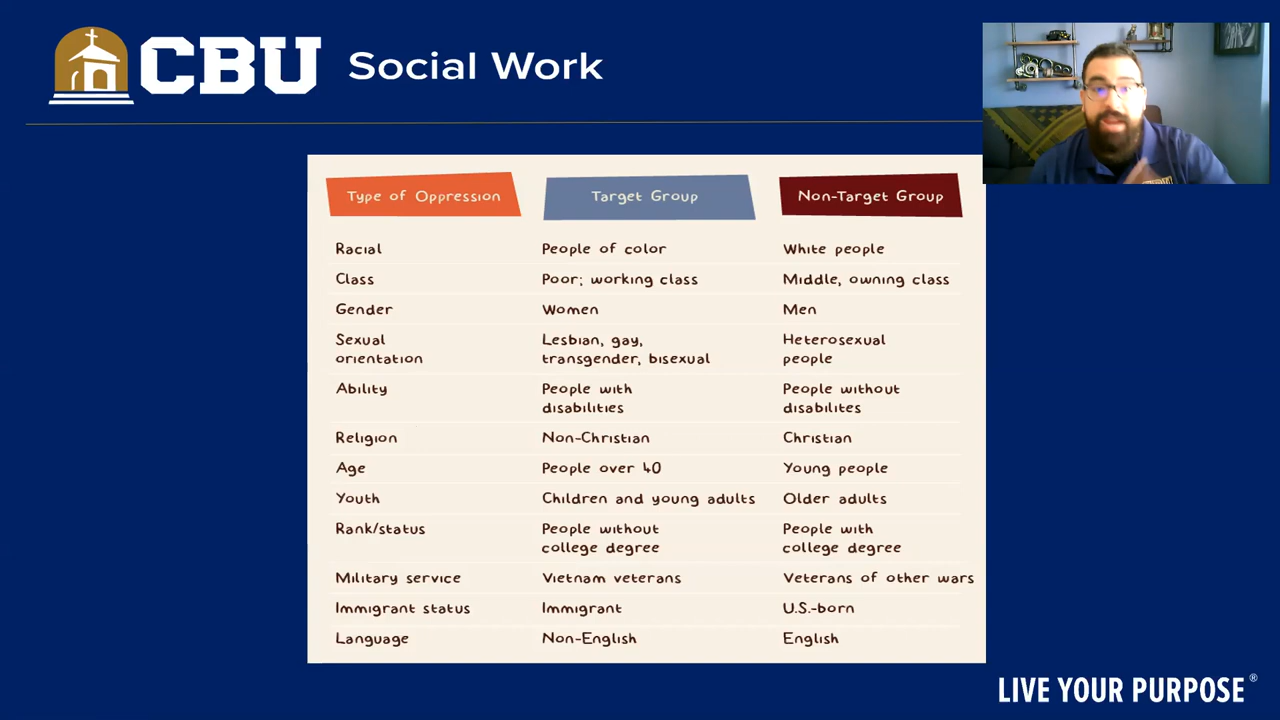 CBU Social Work
Type of Oppression Target Group Non-Target Group
Racial People of color White people
Class Poor; working class Middle, owning class
Gender Women Men
Sexual Lesbian, gay, Heterosexual
orientation transgender, bisexual people
Ability People with People without
disabilities disabilites
Religion Non-Christian Christian
Age People over 40 Young people
Youth Children and young adults Older adults
Rank/status People without People with
college degree college degree
Military service Vietnam veterans Veterans of other wars
Immigrant status Immigrant U.S.-born
Language Non-English English
LIVE YOUR PURPOSE®